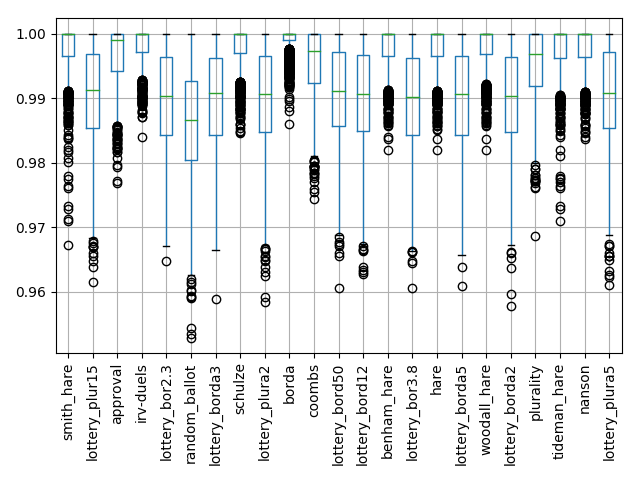 1.00
0.99
0.98
0.97
0.96
smith_hare
lottery_plur15
approval
irv-duels
lottery_bor2.3
random_ballot
lottery_borda3
schulze
lottery_plura2
borda
coombs
lottery_bord50
lottery_bord12
benham_hare
lottery_bor3.8
hare
lottery_borda5
woodall_hare
lottery_borda2
plurality
tideman_hare
nanson
lottery_plura5